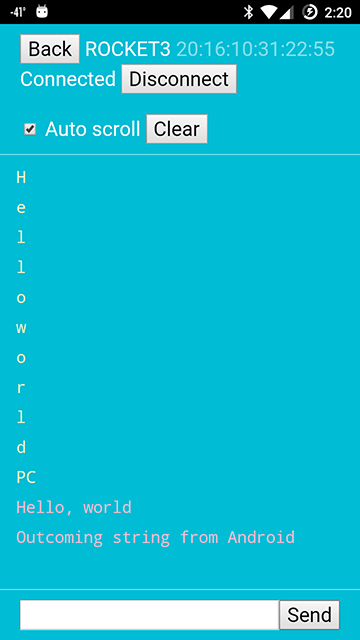 -41° 2:20
Back ROCKET3 20:16:10:31:22:55
Connected Disconnect
Auto scroll Clear
H
e
l
l
o
w
o
r
l
d
PC
Hello, world
Outcoming string from Android
Send